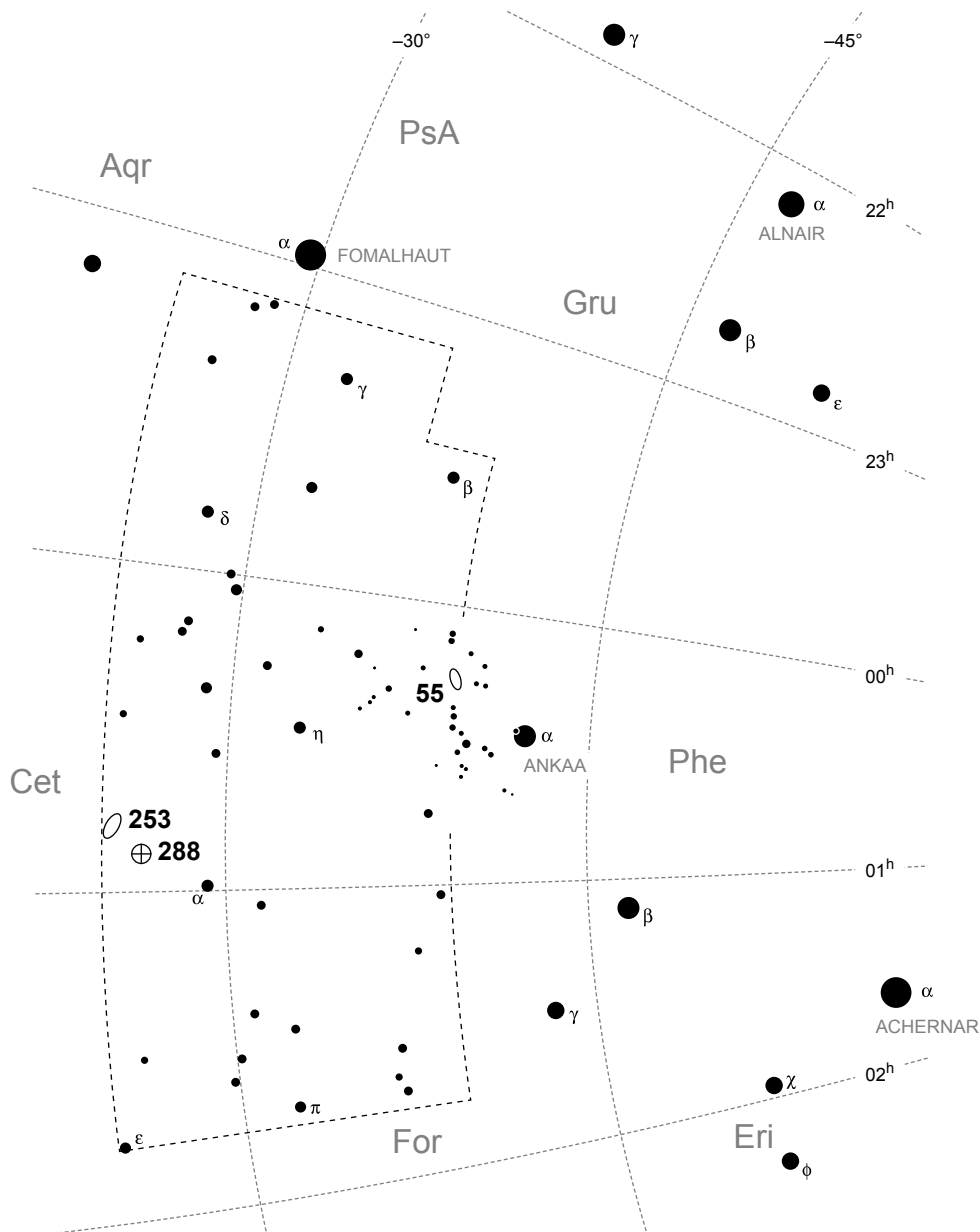 γ
–30°
–45°
PsA
Aqr
α
22ʰ
ALNAIR
α
FOMALHAUT
Gru
β
γ
ε
23ʰ
β
δ
00ʰ
55
η
α
ANKAA
Phe
Cet
253
288
01ʰ
α
β
α
γ
ACHERNAR
02ʰ
χ
π
ε
For
Eri
ϕ